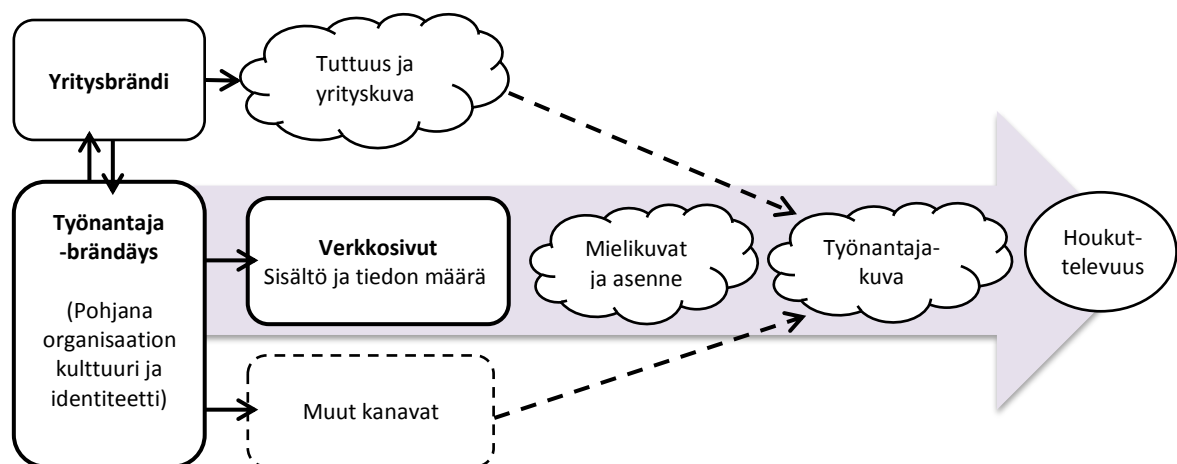 Yritysbrändi
Tuttuus ja
yrityskuva
Työnantaja
-brändäys
(Pohjana
organisaation
kulttuuri ja
identiteetti)
Verkkosivut
Sisältö ja tiedon määrä
Mielikuvat
ja asenne
Työnantaja-
kuva
Houkut-
televuus
Muut kanavat